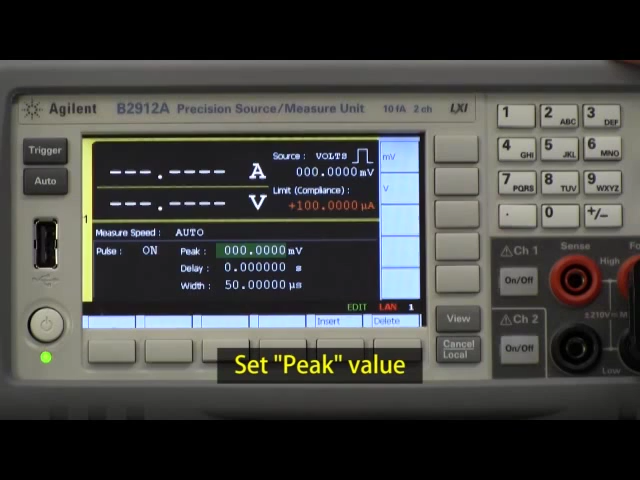 Agilent B2912A Precision Source/Measure Unit 10 fA 2 ch LXI
Trigger
Auto
---.---- A
---.---- V
Source : VOLTS
000.0000 mV
Limit (Compliance) :
+100.0000 µA
1
Measure Speed : AUTO
Pulse : ON Peak : 000.0000 mV
Delay : 0.000000 s
Width : 50.00000 µs
EDIT LAN 1
Insert Delete
mV
V
View
Cancel
Local
1 2 ABC 3 DEF
4 GHI 5 JKL 6 MNO
7 PQRS 8 TUV 9 WXYZ
. 0 +/−
Ch 1
On/Off
Ch 2
On/Off
Sense
High
±210V
Low
Set "Peak" value